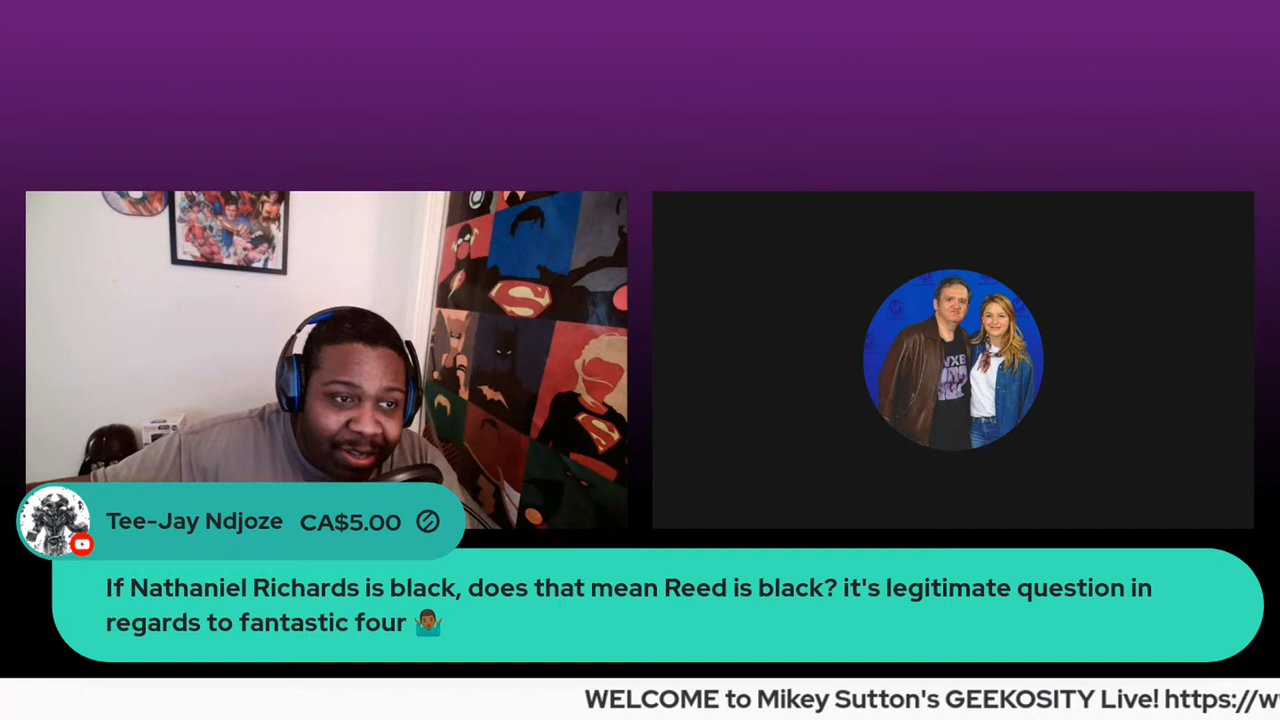 Tee-Jay Ndjoze CA$5.00
If Nathaniel Richards is black, does that mean Reed is black? it's legitimate question in
regards to fantastic four 🤷🏾‍♂️
WELCOME to Mikey Sutton's GEEKOSITY Live! https://w